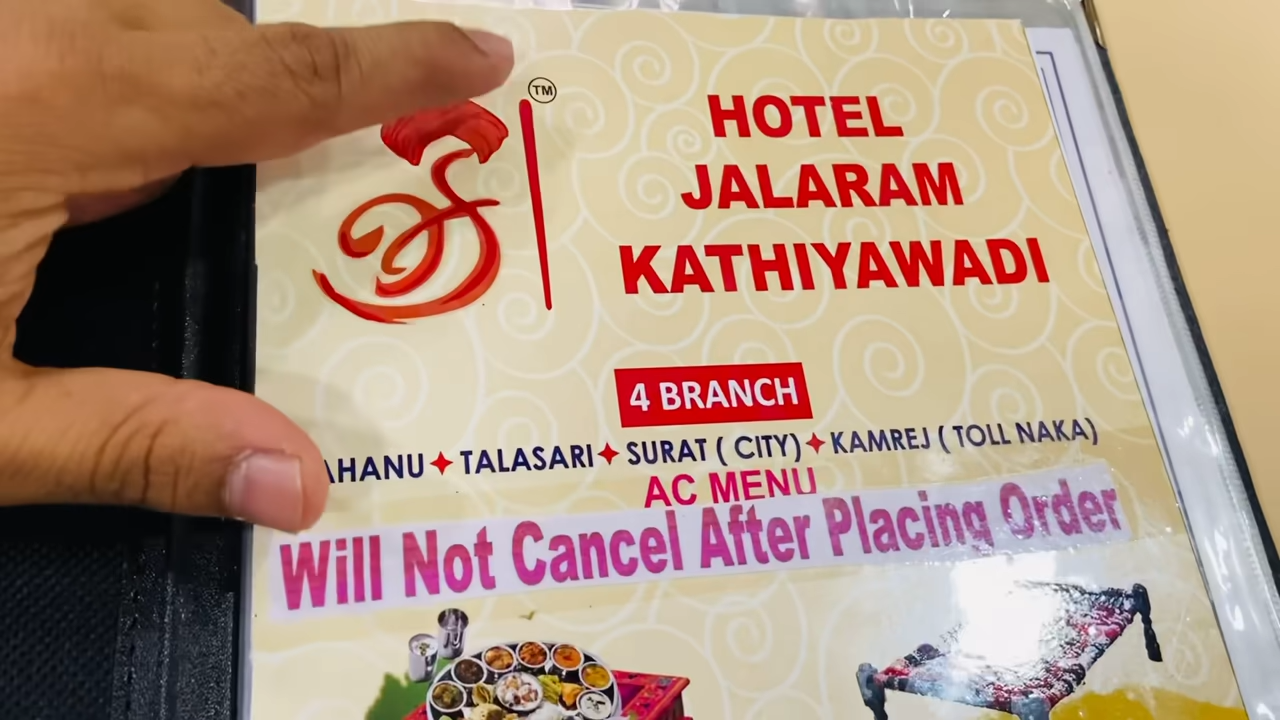 TM
HOTEL
JALARAM
KATHIYAWADI
4 BRANCH
AHANU ✦ TALASARI ✦ SURAT ( CITY) ✦ KAMREJ ( TOLL NAKA)
AC MENU
Will Not Cancel After Placing Order